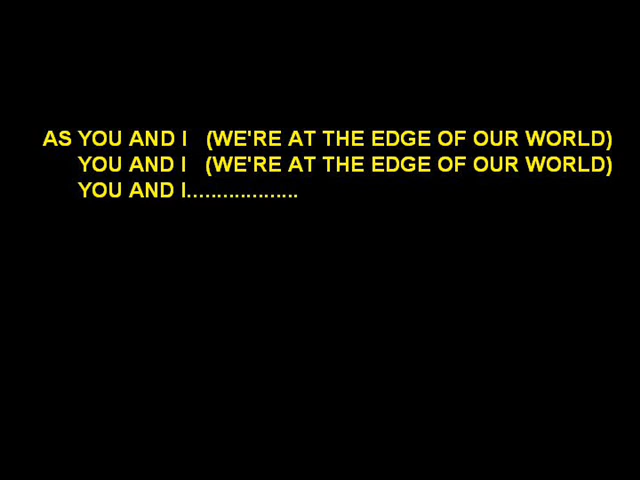 AS YOU AND I (WE'RE AT THE EDGE OF OUR WORLD)
YOU AND I (WE'RE AT THE EDGE OF OUR WORLD)
YOU AND I...................